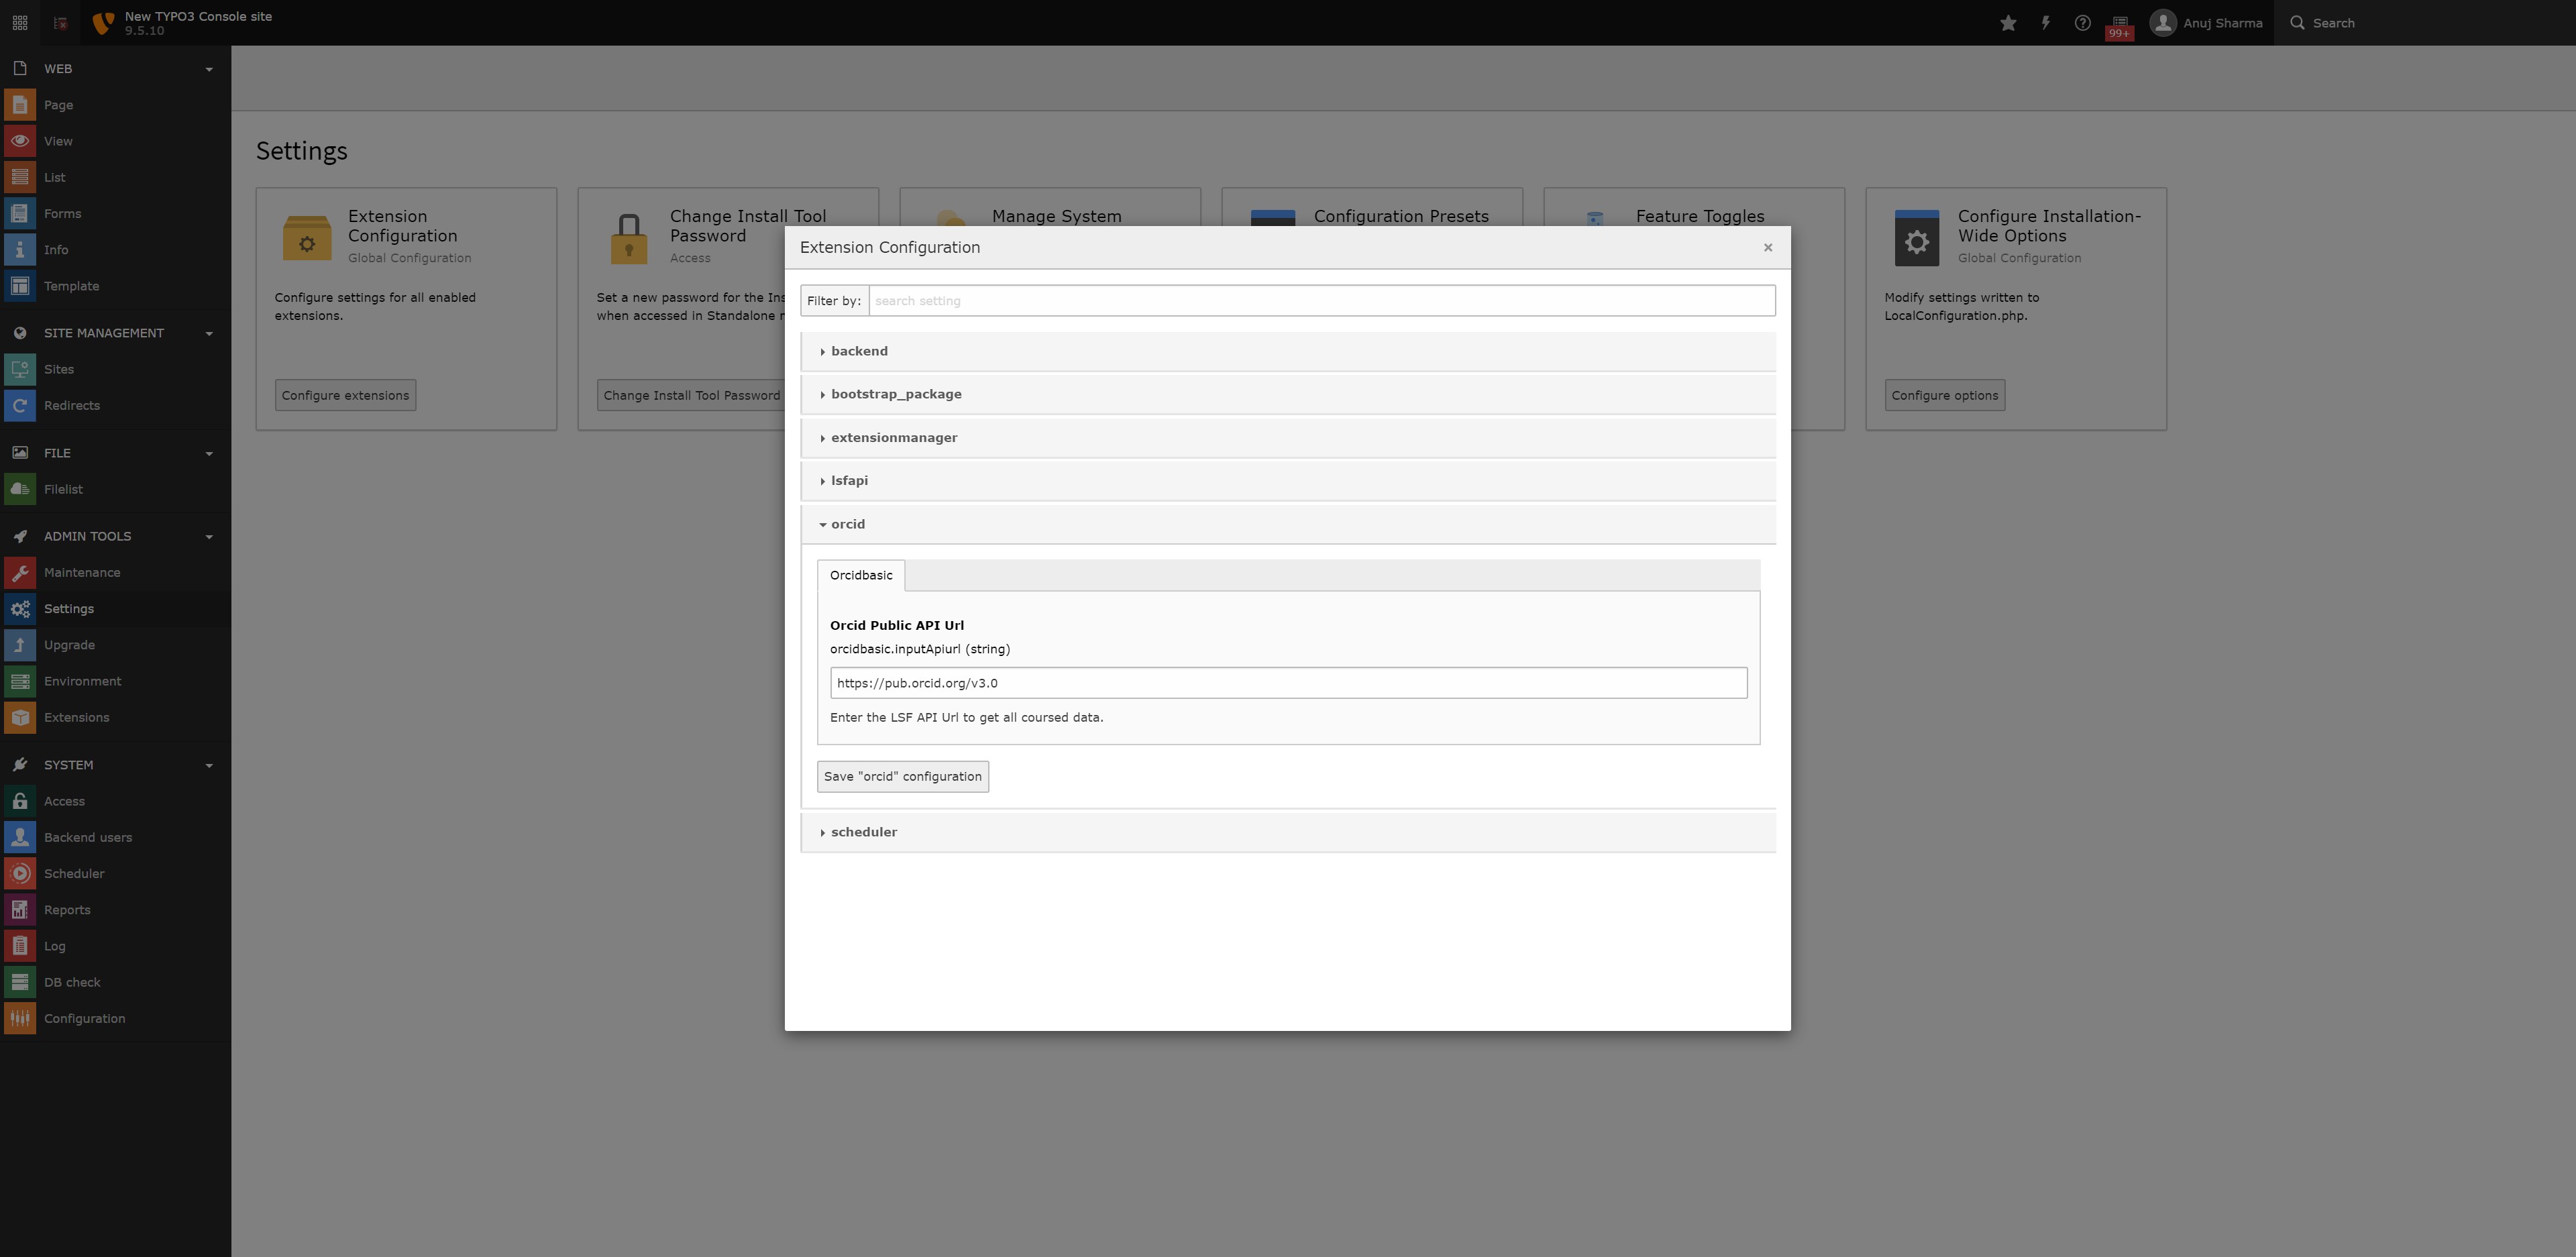 New TYPO3 Console site
9.5.10
99+
Anuj Sharma
Search
WEB
Page
View
List
Forms
Info
Template
SITE MANAGEMENT
Sites
Redirects
FILE
Filelist
ADMIN TOOLS
Maintenance
Settings
Upgrade
Environment
Extensions
SYSTEM
Access
Backend users
Scheduler
Reports
Log
DB check
Configuration
Settings
Extension
Configuration
Global Configuration
Configure settings for all enabled
extensions.
Configure extensions
Change Install Tool
Password
Access
Set a new password for the Ins
when accessed in Standalone
Change Install Tool Password
Manage System
Configuration Presets
Feature Toggles
Configure Installation-
Wide Options
Global Configuration
Modify settings written to
LocalConfiguration.php.
Configure options
Extension Configuration
×
Filter by:
search setting
backend
bootstrap_package
extensionmanager
lsfapi
orcid
Orcidbasic
Orcid Public API Url
orcidbasic.inputApiurl (string)
https://pub.orcid.org/v3.0
Enter the LSF API Url to get all coursed data.
Save "orcid" configuration
scheduler